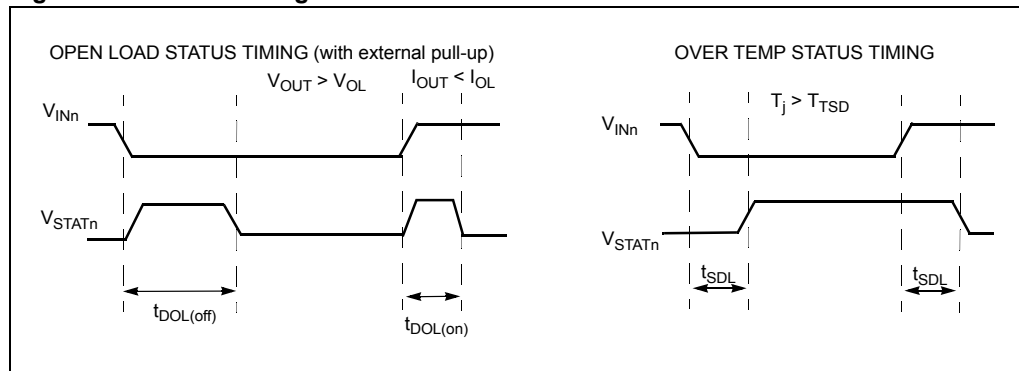 OPEN LOAD STATUS TIMING (with external pull-up)
V_OUT > V_OL
I_OUT < I_OL
V_INn
V_STATn
t_DOL(off)
t_DOL(on)
OVER TEMP STATUS TIMING
T_j > T_TSD
V_INn
V_STATn
t_SDL
t_SDL